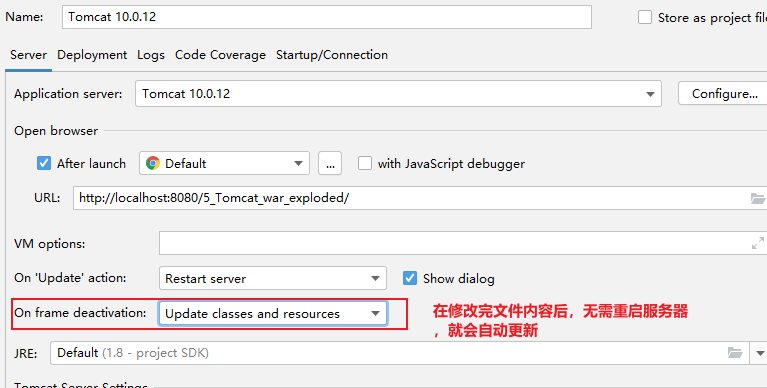 Name: Tomcat 10.0.12 Store as project file
Server Deployment Logs Code Coverage Startup/Connection
Application server: Tomcat 10.0.12 Configure...
Open browser
After launch Default ... with JavaScript debugger
URL: http://localhost:8080/5_Tomcat_war_exploded/
VM options:
On 'Update' action: Restart server Show dialog
On frame deactivation: Update classes and resources
在修改完文件内容后，无需重启服务器
，就会自动更新
JRE: Default (1.8 - project SDK)
Tomcat Server Settings